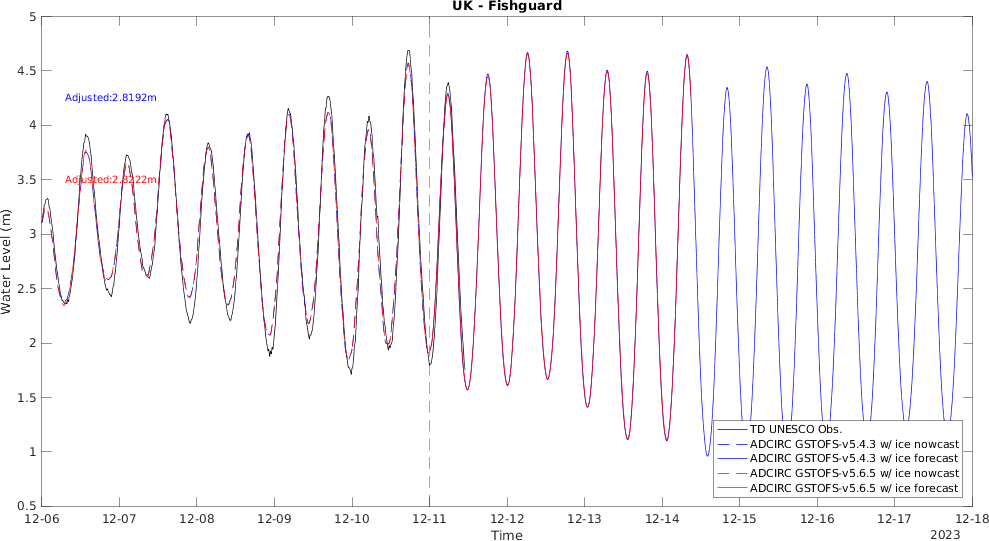 UK - Fishguard
5
4.5
4
3.5
3
2.5
2
1.5
1
0.5
Water Level (m)
Adjusted:2.8192m
Adjusted:2.8222m
TD UNESCO Obs.
ADCIRC GSTOFS-v5.4.3 w/ ice nowcast
ADCIRC GSTOFS-v5.4.3 w/ ice forecast
ADCIRC GSTOFS-v5.6.5 w/ ice nowcast
ADCIRC GSTOFS-v5.6.5 w/ ice forecast
12-06 12-07 12-08 12-09 12-10 12-11 12-12 12-13 12-14 12-15 12-16 12-17 12-18
Time
2023